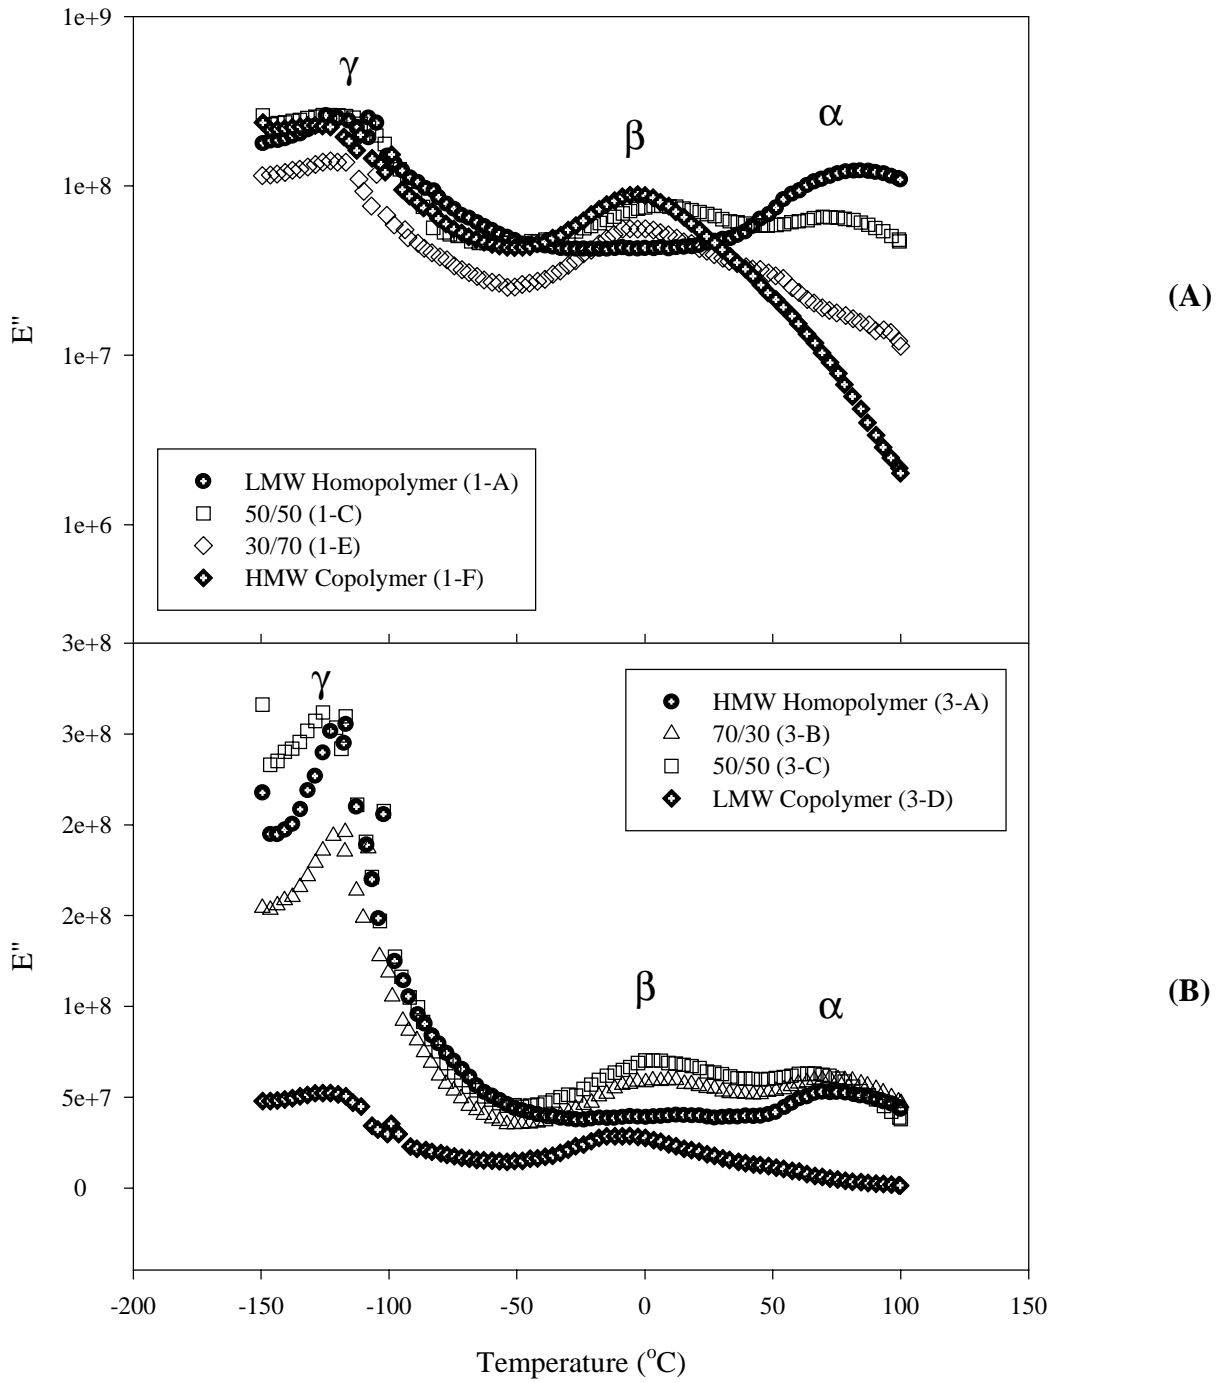 1e+9
γ
α
β
1e+8
(A)
E"
1e+7
LMW Homopolymer (1-A)
50/50 (1-C)
1e+6
30/70 (1-E)
HMW Copolymer (1-F)
3e+8
γ
HMW Homopolymer (3-A)
3e+8
70/30 (3-B)
50/50 (3-C)
LMW Copolymer (3-D)
2e+8
2e+8
E"
β
α
(B)
1e+8
5e+7
0
-200 -150 -100 -50 0 50 100 150
Temperature (°C)